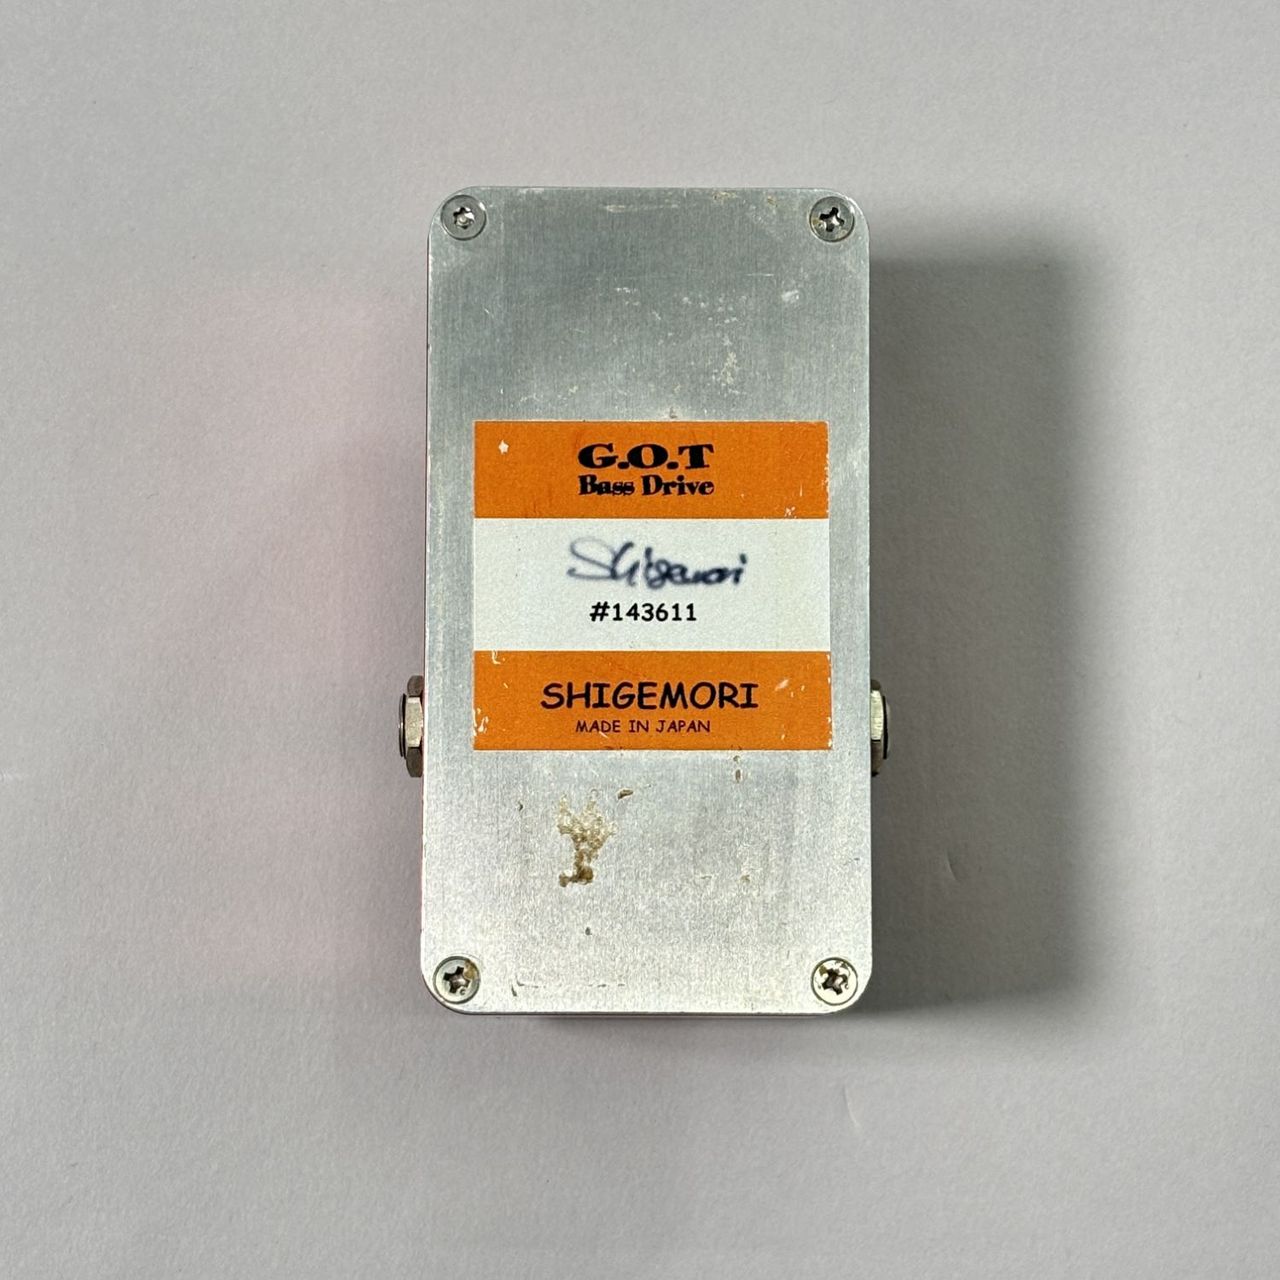 G.O.T
Bass Drive
Shigemori
#143611
SHIGEMORI
MADE IN JAPAN